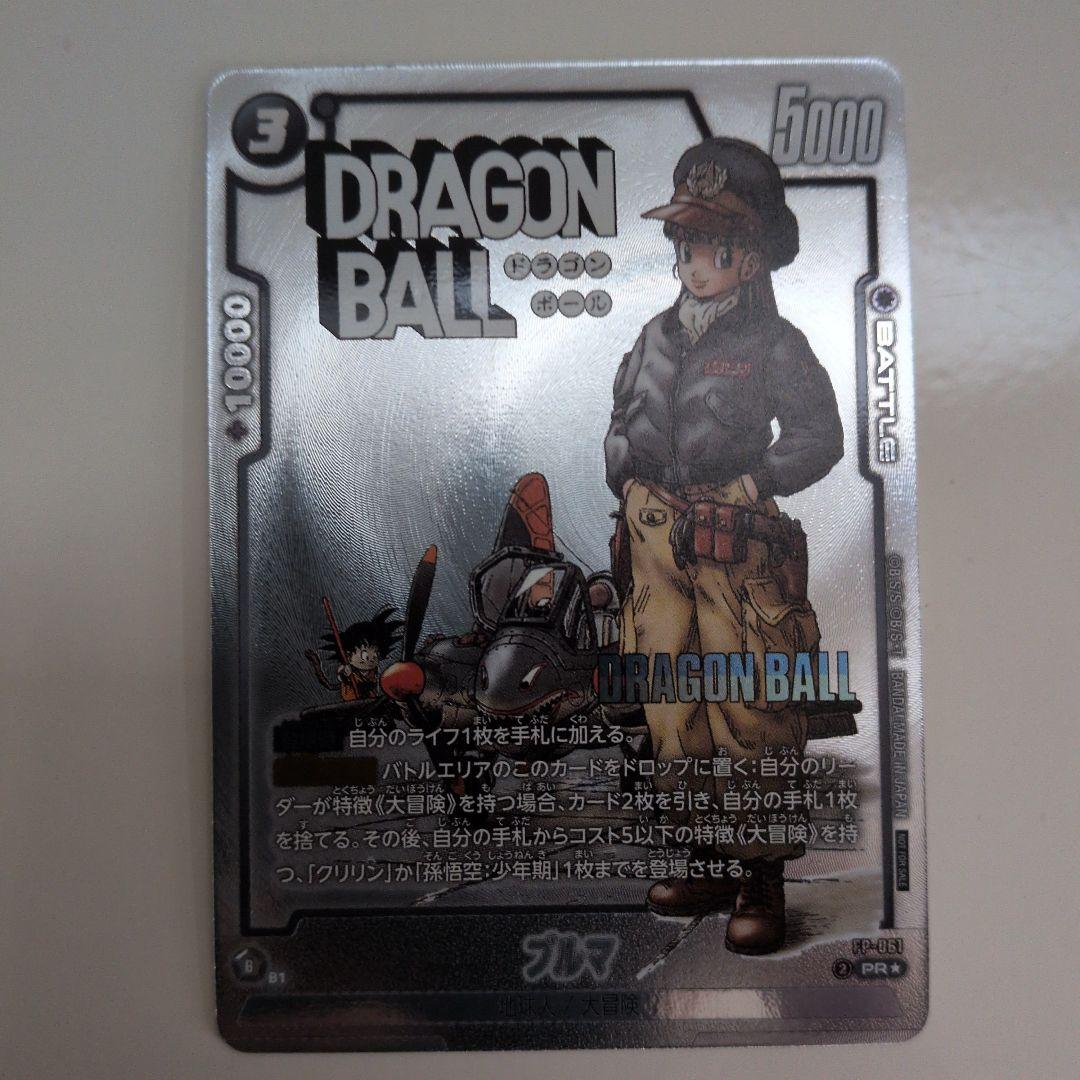 3
5000
DRAGON
BALL
ドラゴン
ボール
+10000
BATTLE
DRAGON BALL
自分のライフ1枚を手札に加える。
バトルエリアのこのカードをドロップに置く:自分のリー
ダーが特徴《大冒険》を持つ場合、カード2枚を引き、自分の手札1枚
を捨てる。その後、自分の手札からコスト5以下の特徴《大冒険》を持
つ、「クリリン」か「孫悟空:少年期」1枚までを登場させる。
BANDAI MADE IN JAPAN
NOT FOR SALE
ブルマ
FP-061
2 PR★
B B1
地球人 / 大冒険